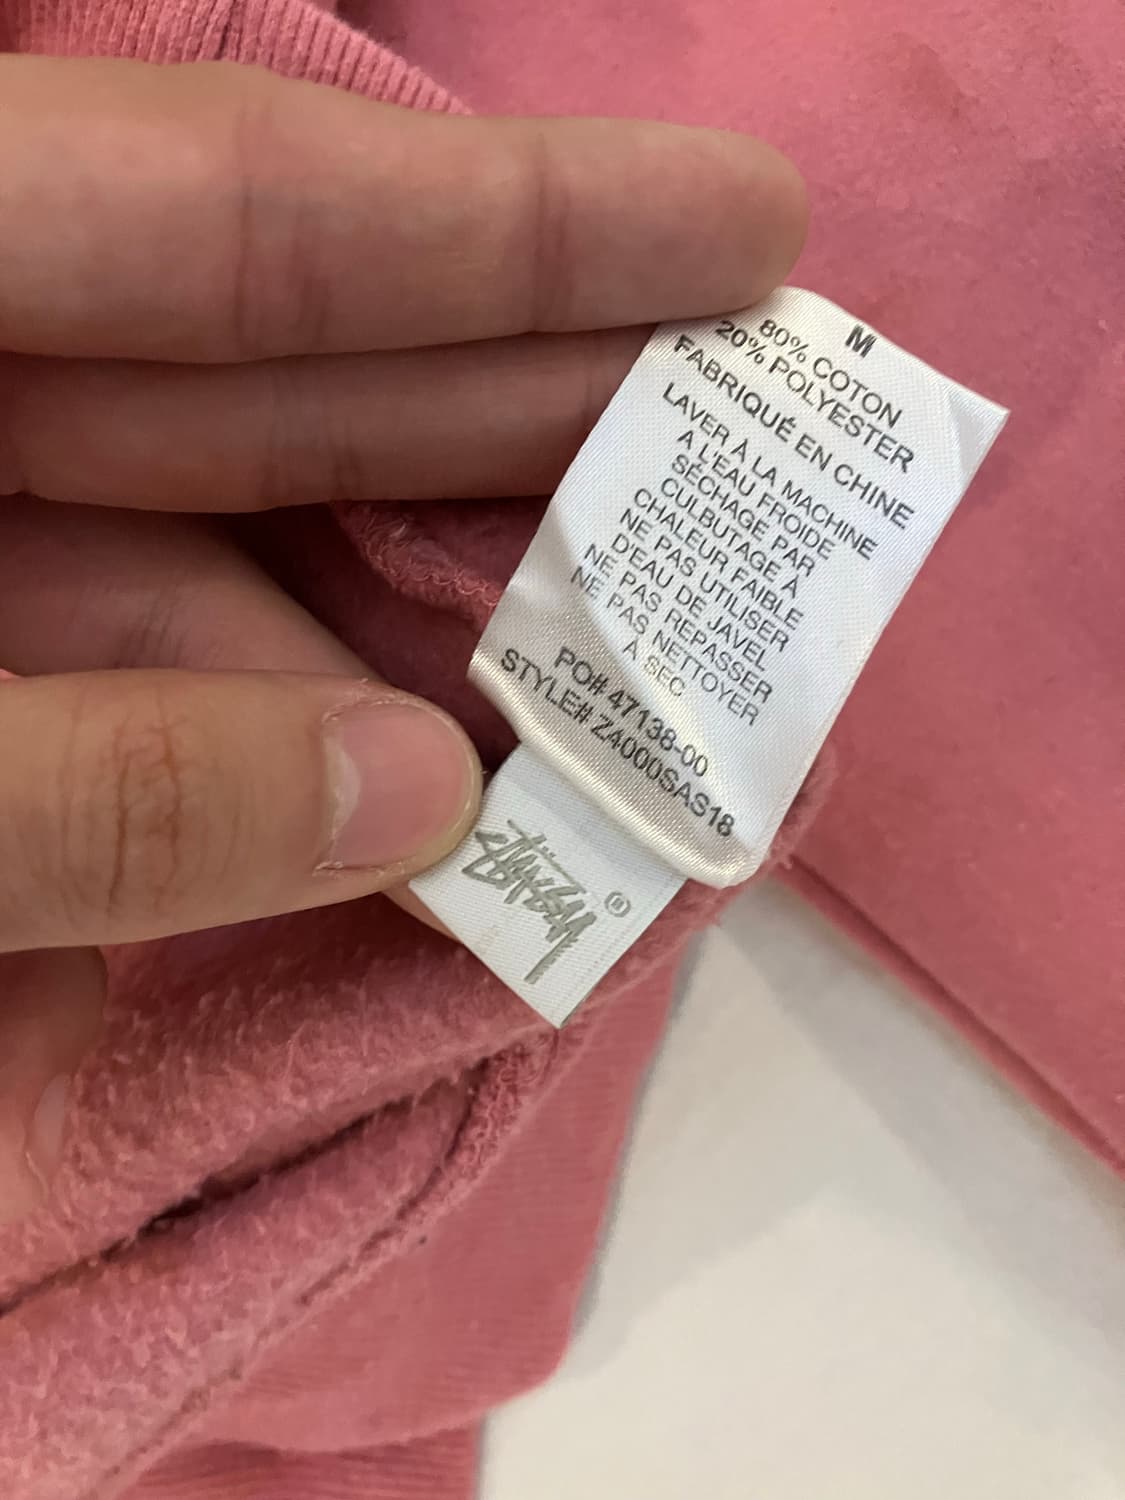 M
80% COTON
20% POLYESTER
FABRIQUÉ EN CHINE
LAVER À LA MACHINE
A L'EAU FROIDE
SÉCHAGE PAR
CULBUTAGE À
CHALEUR FAIBLE
NE PAS UTILISER
D'EAU DE JAVEL
NE PAS REPASSER
NE PAS NETTOYER
A SEC
PO# 47138-00
STYLE# Z4000SAS18
STÜSSY ®